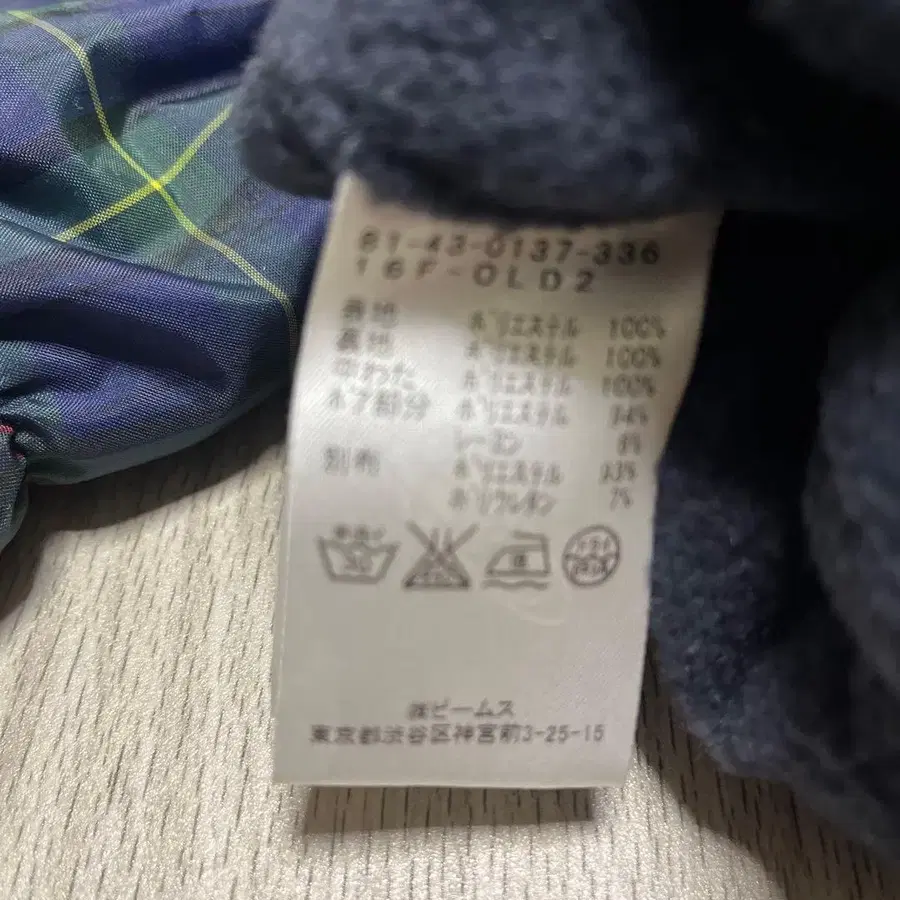 81-43-0137-336
16F-OLD2
表地 ポリエステル 100%
裏地 ポリエステル 100%
中わた ポリエステル 100%
ボア部分 ポリエステル 94%
レーヨン 6%
別布 ポリエステル 93%
ポリウレタン 7%
30
㈱ビームス
東京都渋谷区神宮前3-25-15